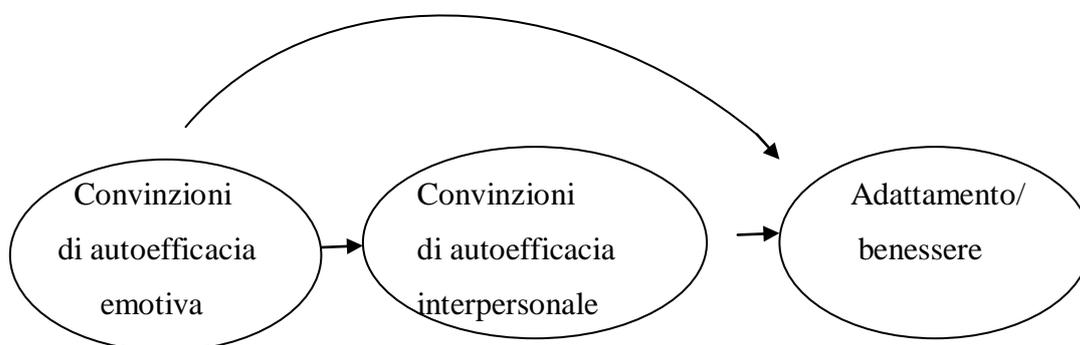 Convinzioni
di autoefficacia
emotiva
Convinzioni
di autoefficacia
interpersonale
Adattamento/
benessere